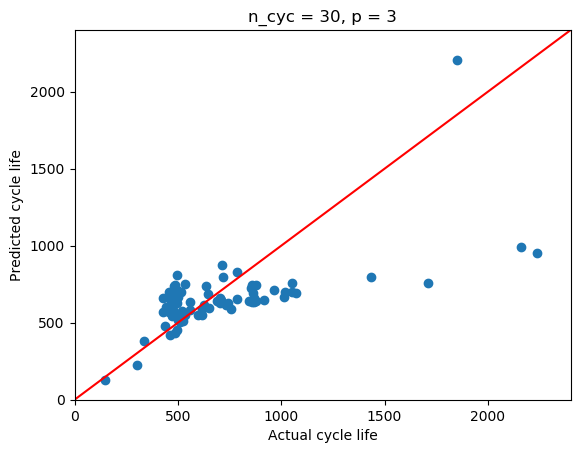 n_cyc = 30, p = 3
2000
1500
1000
500
0
Predicted cycle life
0 500 1000 1500 2000
Actual cycle life